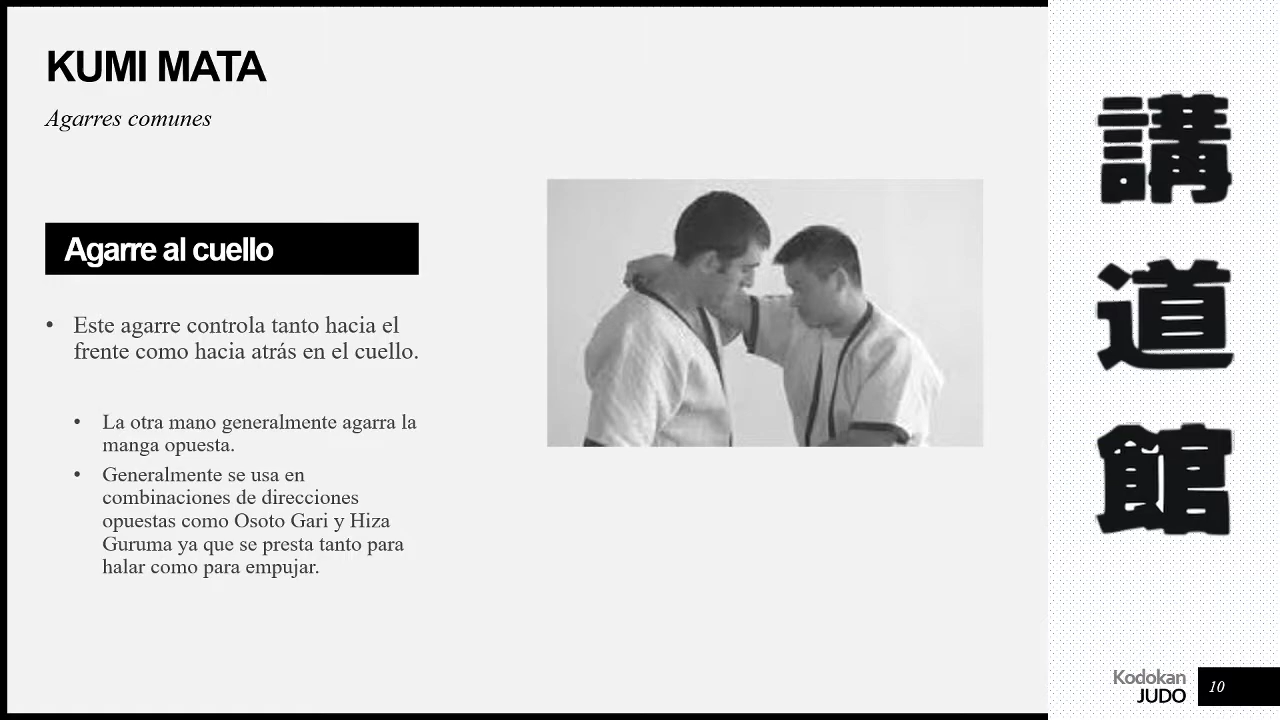 KUMI MATA
Agarres comunes
Agarre al cuello
• Este agarre controla tanto hacia el
frente como hacia atrás en el cuello.
• La otra mano generalmente agarra la
manga opuesta.
• Generalmente se usa en
combinaciones de direcciones
opuestas como Osoto Gari y Hiza
Guruma ya que se presta tanto para
halar como para empujar.
講
道
館
Kodokan
JUDO
10